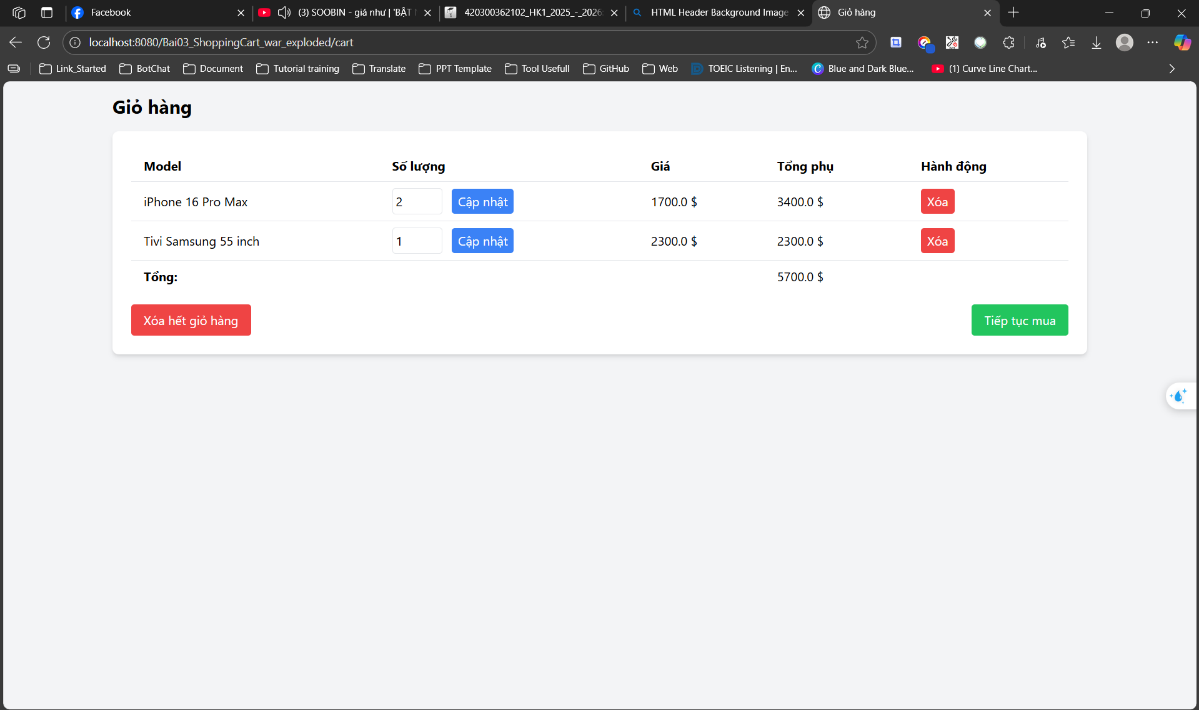 Facebook
(3) SOOBIN - giá như | 'BẬT
420300362102_HK1_2025_-_2026
HTML Header Background Image
Giỏ hàng
localhost:8080/Bai03_ShoppingCart_war_exploded/cart
Link_Started
BotChat
Document
Tutorial training
Translate
PPT Template
Tool Usefull
GitHub
Web
TOEIC Listening | En...
Blue and Dark Blue...
(1) Curve Line Chart...
Giỏ hàng
Model Số lượng Giá Tổng phụ Hành động
iPhone 16 Pro Max 2 Cập nhật 1700.0 $ 3400.0 $ Xóa
Tivi Samsung 55 inch 1 Cập nhật 2300.0 $ 2300.0 $ Xóa
Tổng: 5700.0 $
Xóa hết giỏ hàng Tiếp tục mua